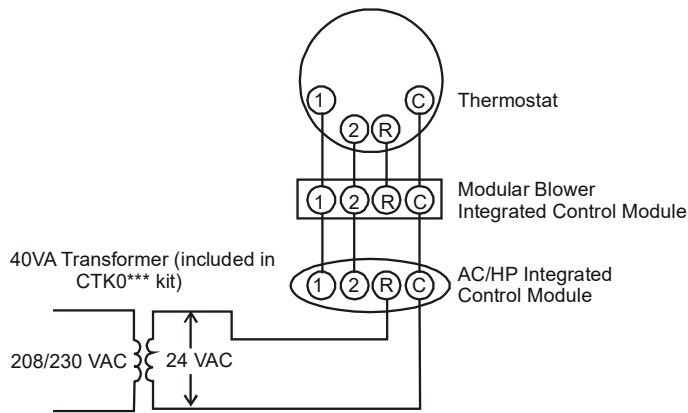 1 C
2 R
Thermostat
1 2 R C
Modular Blower
Integrated Control Module
40VA Transformer (included in
CTK0*** kit)
1 2 R C
AC/HP Integrated
Control Module
208/230 VAC
24 VAC